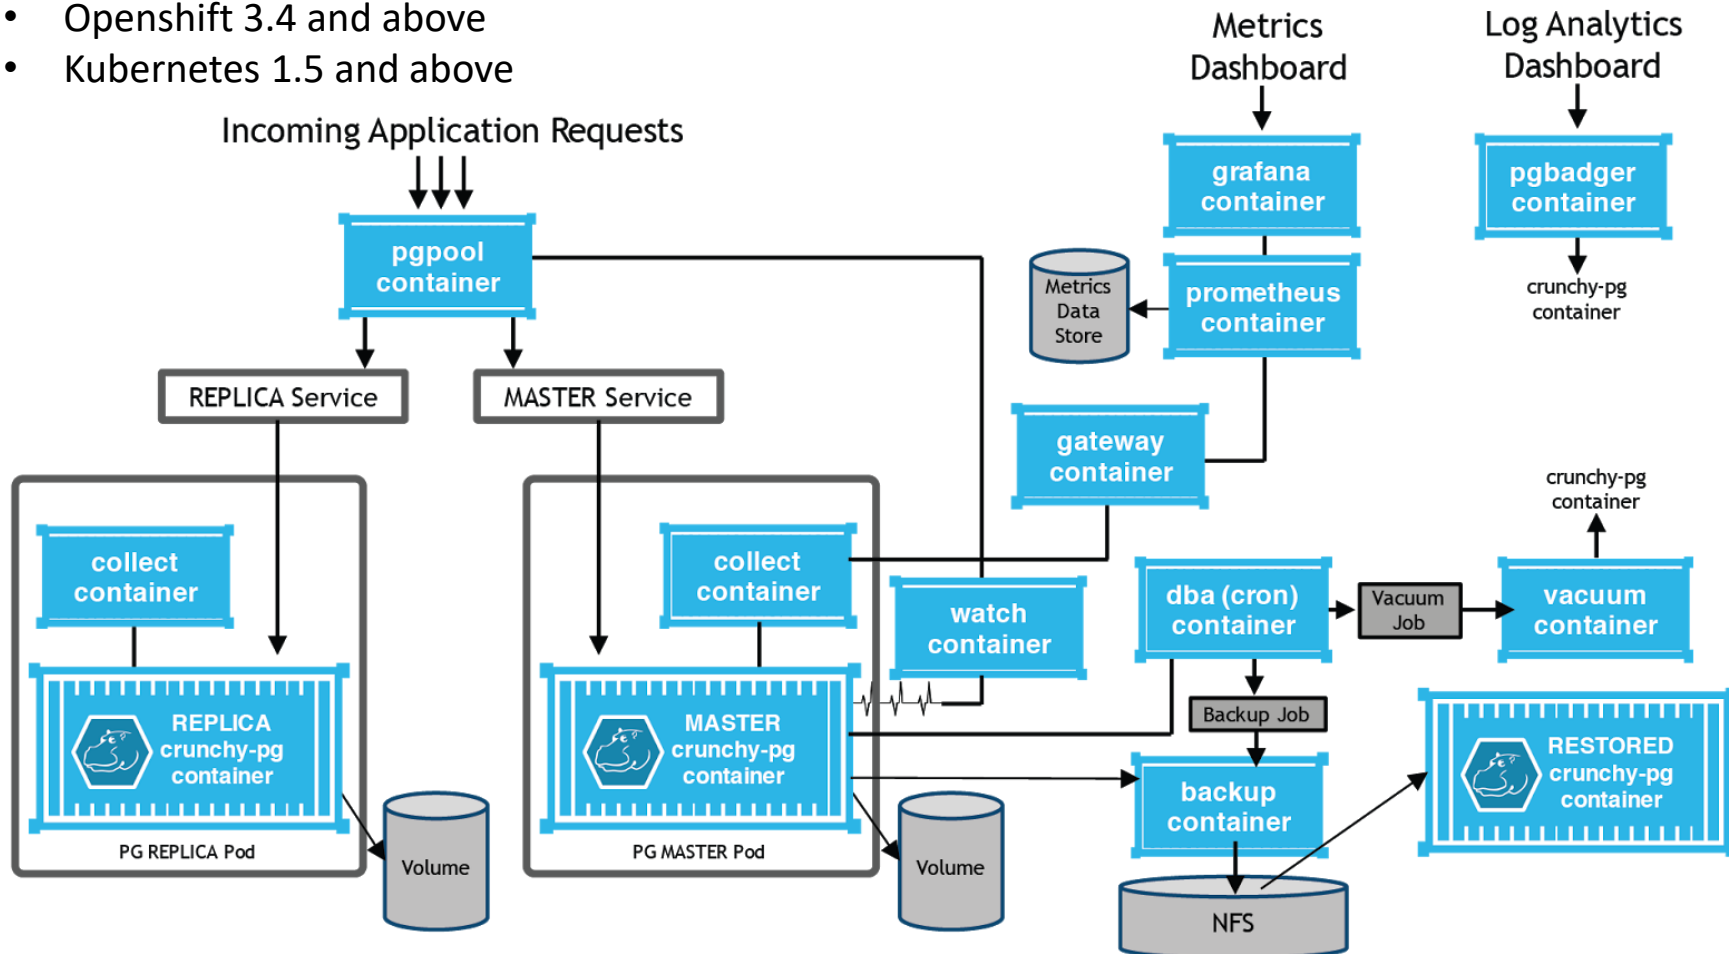 • Openshift 3.4 and above
• Kubernetes 1.5 and above
Incoming Application Requests
Metrics
Dashboard
Log Analytics
Dashboard
pgpool
container
grafana
container
pgbadger
container
Metrics
Data
Store
prometheus
container
crunchy-pg
container
REPLICA Service
MASTER Service
gateway
container
crunchy-pg
container
collect
container
collect
container
watch
container
dba (cron)
container
Vacuum
Job
vacuum
container
REPLICA
crunchy-pg
container
MASTER
crunchy-pg
container
Backup Job
backup
container
RESTORED
crunchy-pg
container
PG REPLICA Pod
Volume
PG MASTER Pod
Volume
NFS